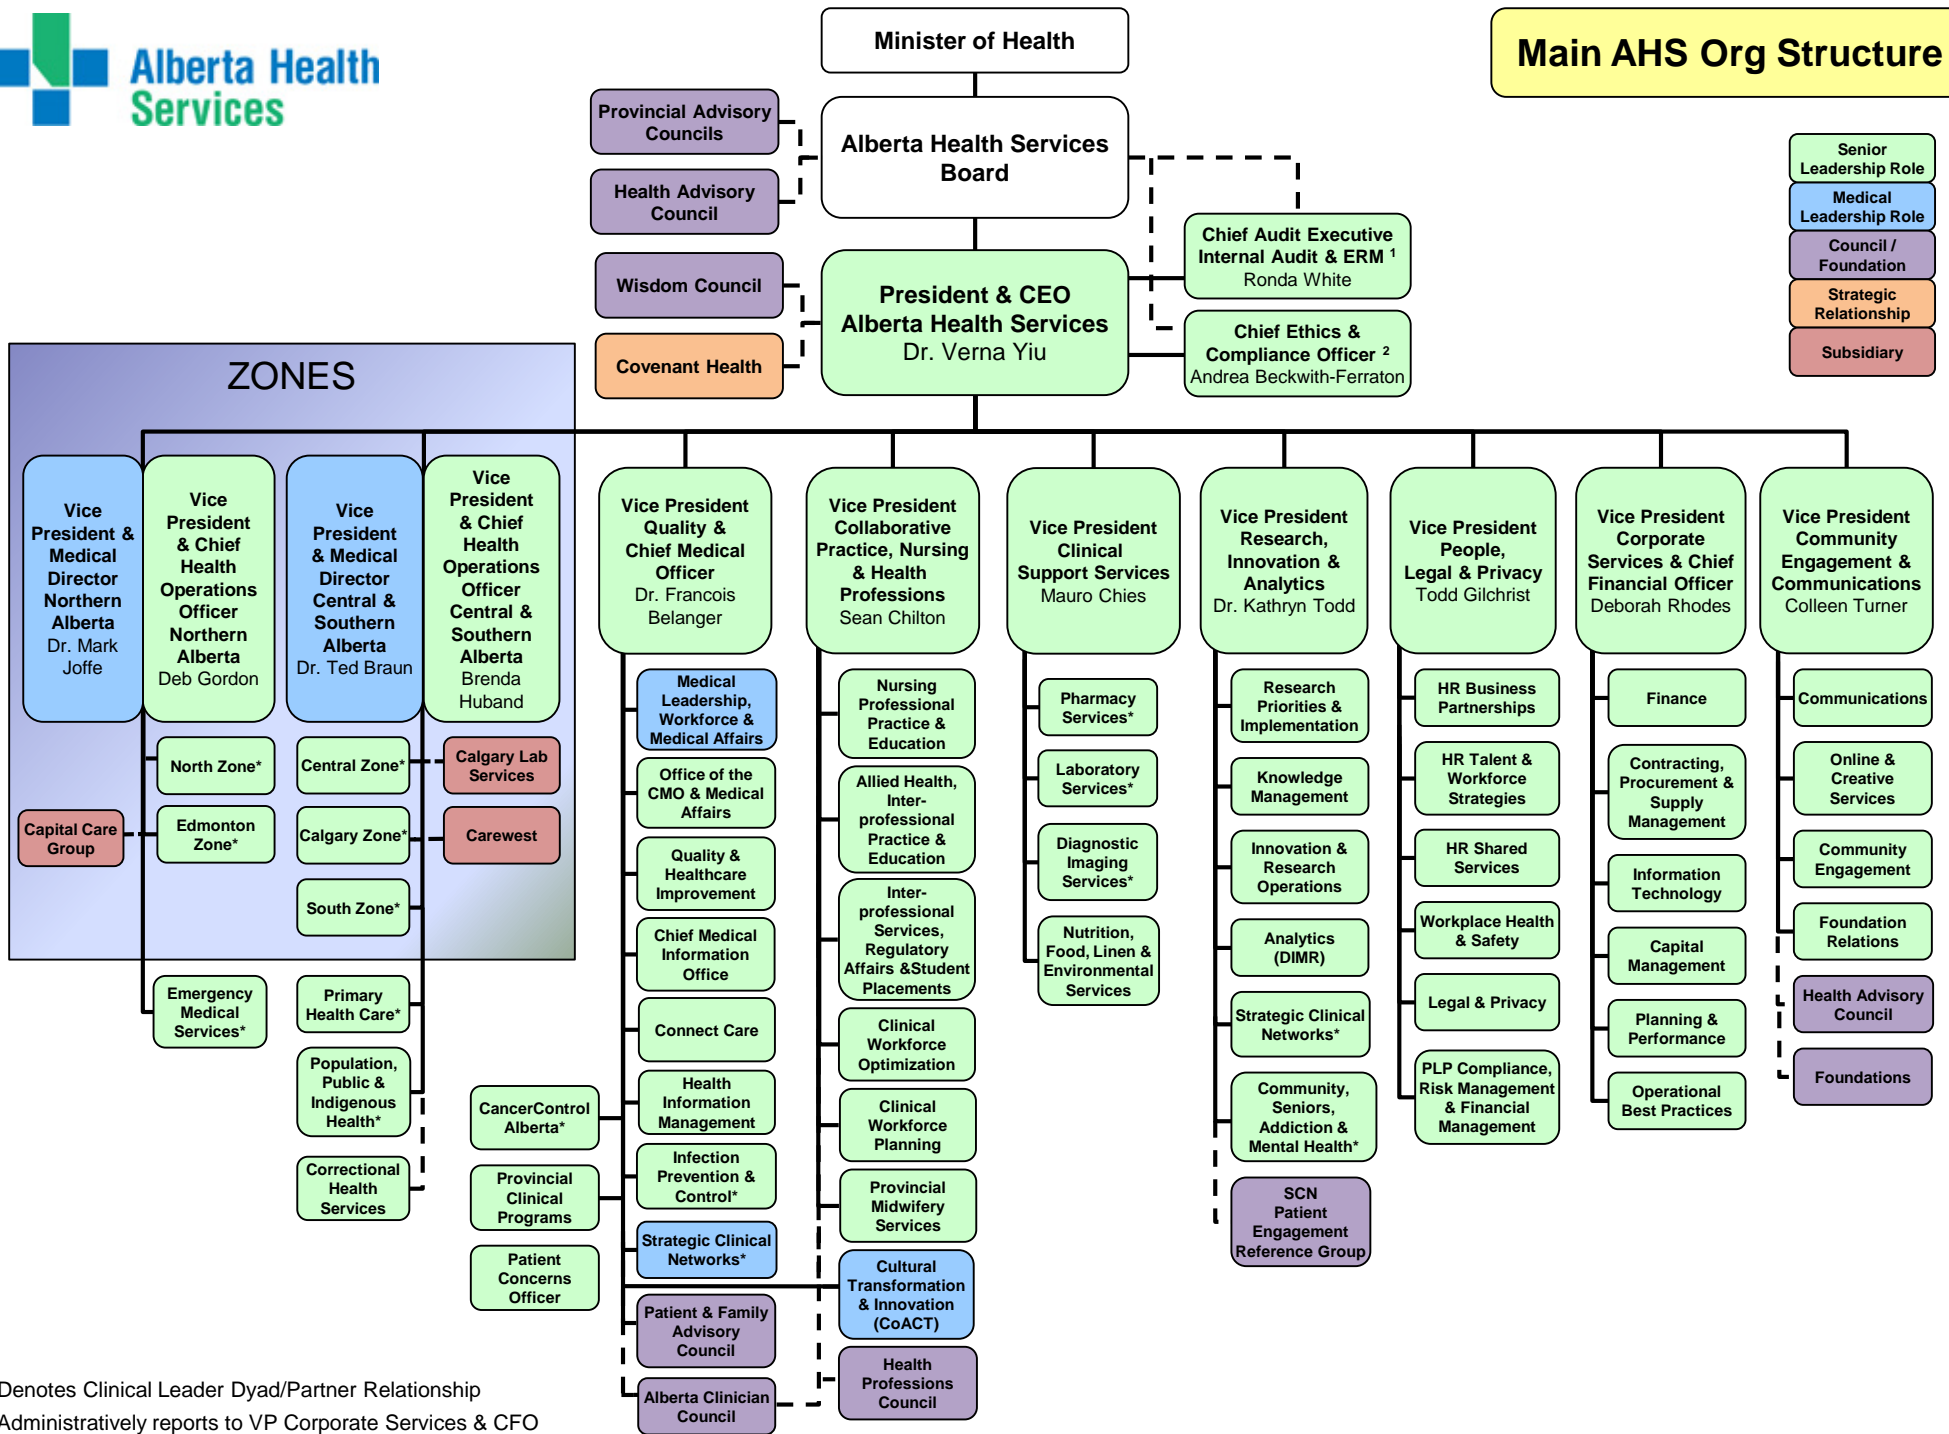 Alberta Health
Services
Minister of Health
Main AHS Org Structure
Provincial Advisory
Councils
Alberta Health Services
Board
Health Advisory
Council
Senior
Leadership Role
Medical
Leadership Role
Council /
Foundation
Strategic
Relationship
Subsidiary
Chief Audit Executive
Internal Audit & ERM 1
Ronda White
Wisdom Council
President & CEO
Alberta Health Services
Dr. Verna Yiu
Chief Ethics &
Compliance Officer 2
Andrea Beckwith-Ferraton
Covenant Health
ZONES
Vice
President &
Medical
Director
Northern
Alberta
Dr. Mark
Joffe
Vice
President
& Chief
Health
Operations
Officer
Northern
Alberta
Deb Gordon
Vice
President
& Medical
Director
Central &
Southern
Alberta
Dr. Ted Braun
Vice
President
& Chief
Health
Operations
Officer
Central &
Southern
Alberta
Brenda
Huband
Vice President
Quality &
Chief Medical
Officer
Dr. Francois
Belanger
Vice President
Collaborative
Practice, Nursing
& Health
Professions
Sean Chilton
Vice President
Clinical
Support Services
Mauro Chies
Vice President
Research,
Innovation &
Analytics
Dr. Kathryn Todd
Vice President
People,
Legal & Privacy
Todd Gilchrist
Vice President
Corporate
Services & Chief
Financial Officer
Deborah Rhodes
Vice President
Community
Engagement &
Communications
Colleen Turner
North Zone*
Capital Care
Group
Edmonton
Zone*
Emergency
Medical
Services*
Central Zone*
Calgary Lab
Services
Calgary Zone*
Carewest
South Zone*
Primary
Health Care*
Population,
Public &
Indigenous
Health*
Correctional
Health
Services
Medical
Leadership,
Workforce &
Medical Affairs
Office of the
CMO & Medical
Affairs
Quality &
Healthcare
Improvement
Chief Medical
Information
Office
Connect Care
Health
Information
Management
CancerControl
Alberta*
Infection
Prevention &
Control*
Provincial
Clinical
Programs
Strategic Clinical
Networks*
Patient
Concerns
Officer
Patient & Family
Advisory
Council
Alberta Clinician
Council
Nursing
Professional
Practice &
Education
Allied Health,
Inter-
professional
Practice &
Education
Inter-
professional
Services,
Regulatory
Affairs &Student
Placements
Clinical
Workforce
Optimization
Clinical
Workforce
Planning
Provincial
Midwifery
Services
Cultural
Transformation
& Innovation
(CoACT)
Health
Professions
Council
Pharmacy
Services*
Laboratory
Services*
Diagnostic
Imaging
Services*
Nutrition,
Food, Linen &
Environmental
Services
Research
Priorities &
Implementation
Knowledge
Management
Innovation &
Research
Operations
Analytics
(DIMR)
Strategic Clinical
Networks*
Community,
Seniors,
Addiction &
Mental Health*
SCN
Patient
Engagement
Reference Group
HR Business
Partnerships
HR Talent &
Workforce
Strategies
HR Shared
Services
Workplace Health
& Safety
Legal & Privacy
PLP Compliance,
Risk Management
& Financial
Management
Finance
Contracting,
Procurement &
Supply
Management
Information
Technology
Capital
Management
Planning &
Performance
Operational
Best Practices
Communications
Online &
Creative
Services
Community
Engagement
Foundation
Relations
Health Advisory
Council
Foundations
Denotes Clinical Leader Dyad/Partner Relationship
Administratively reports to VP Corporate Services & CFO